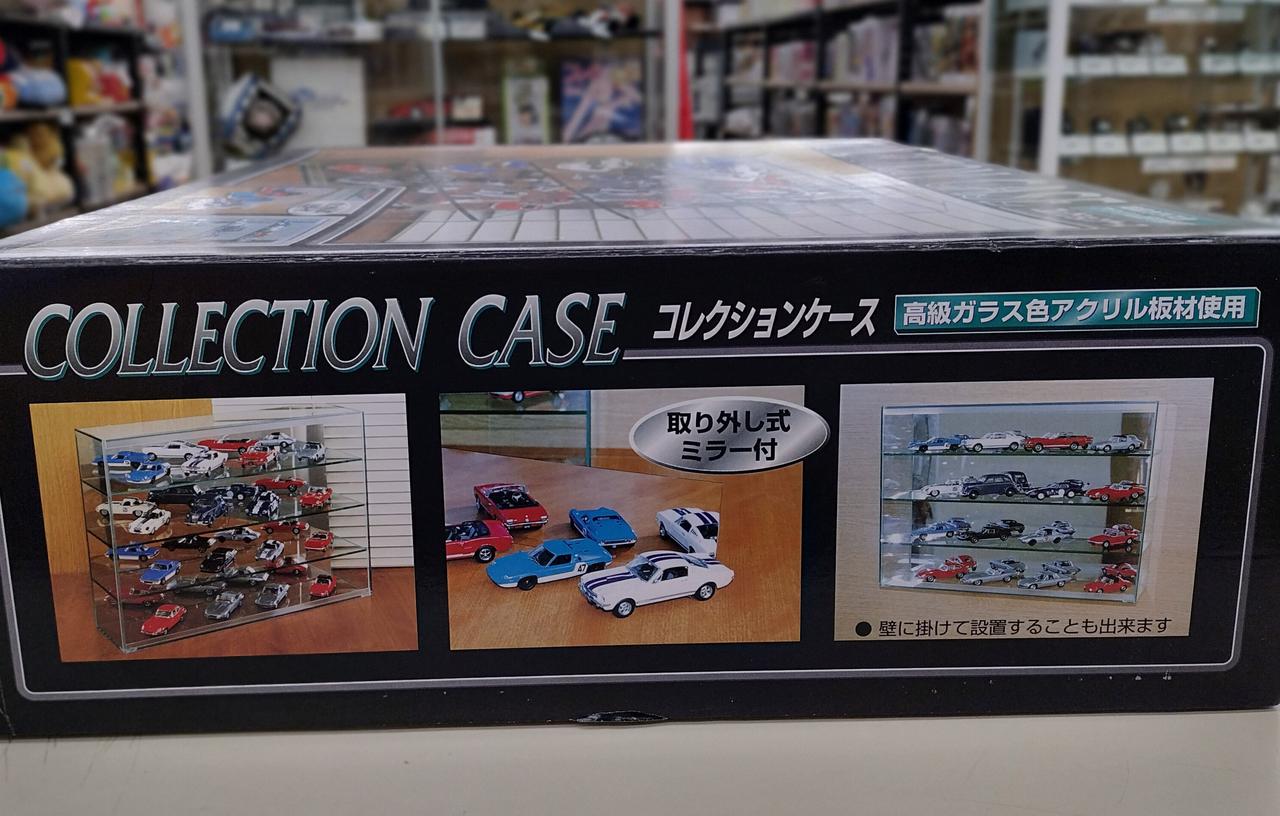 COLLECTION CASE コレクションケース 高級ガラス色アクリル板材使用
取り外し式
ミラー付
47
● 壁に掛けて設置することも出来ます